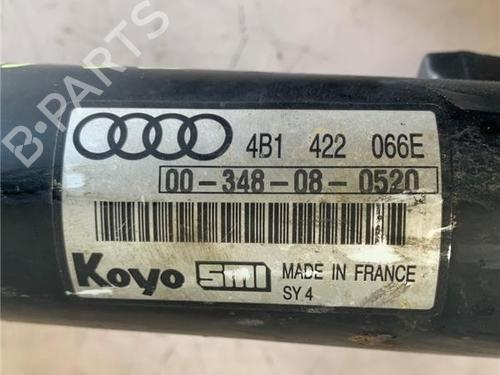 B-PARTS
4B1 422 066E
00-348-08-0520
Koyo SMI MADE IN FRANCE
SY 4